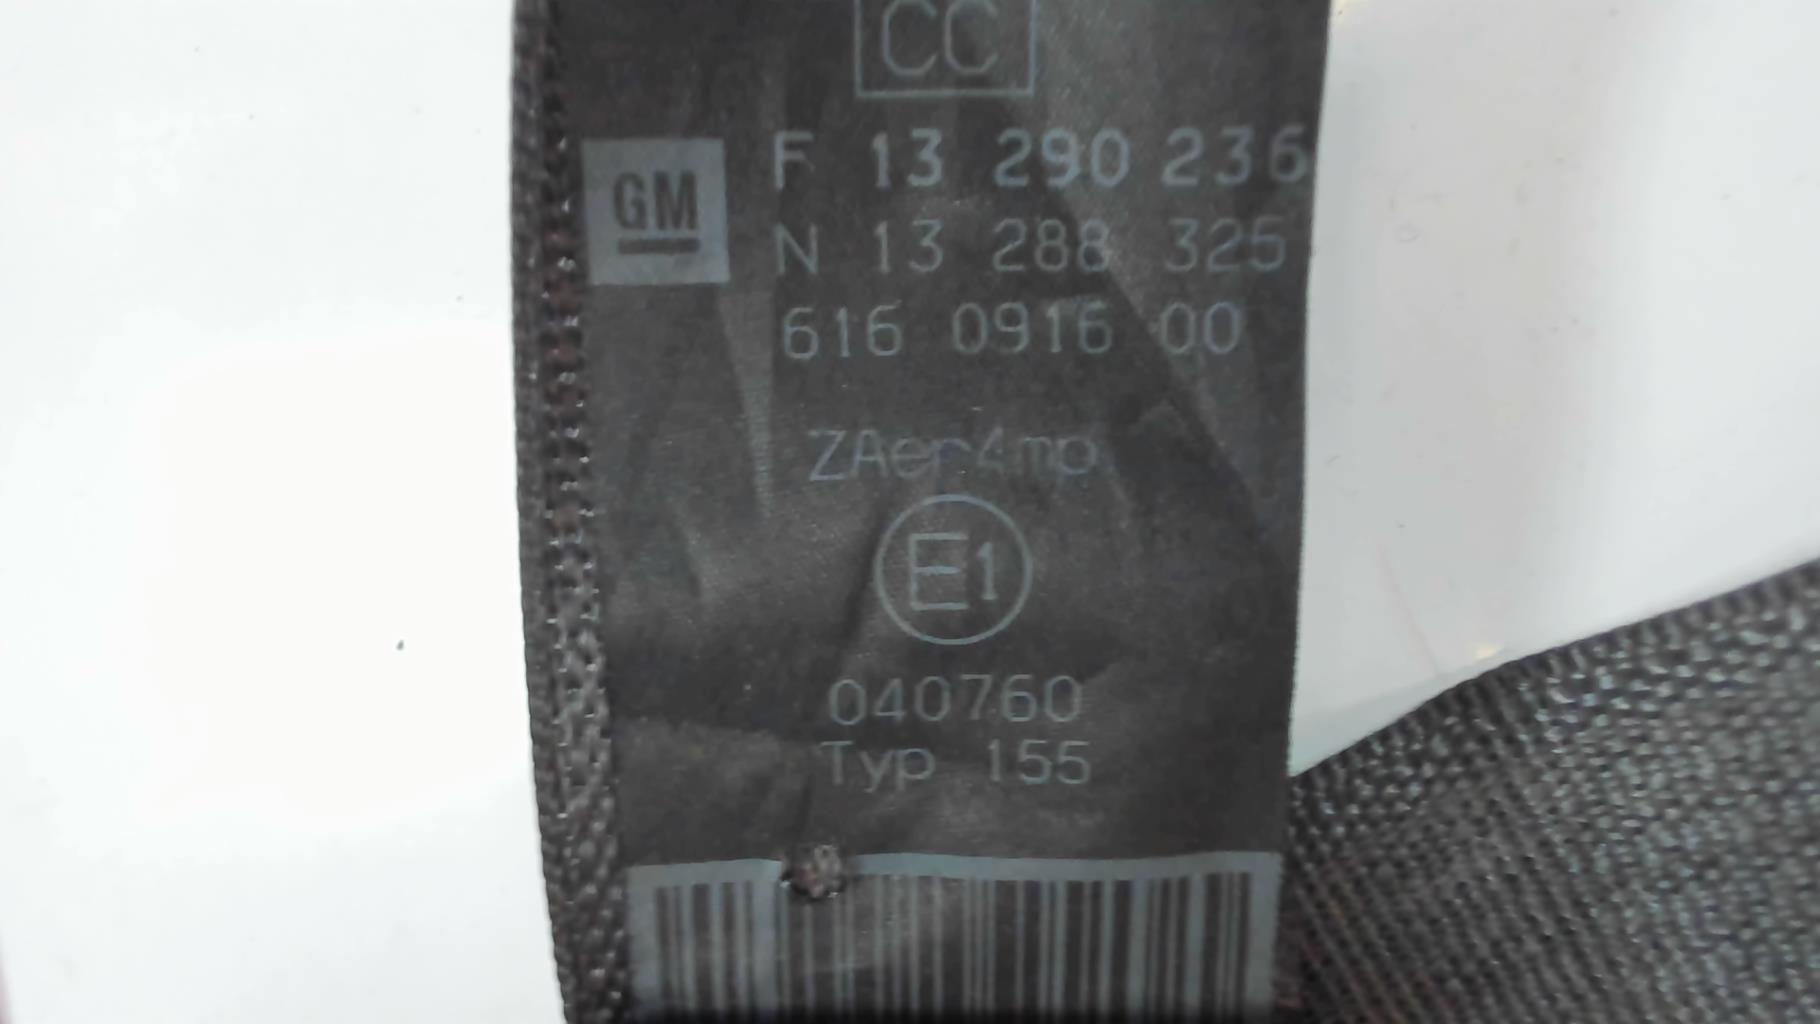 CC
GM
F 13 290 236
N 13 288 325
616 0916 00
ZAer4mp
E1
040760
Typ 155